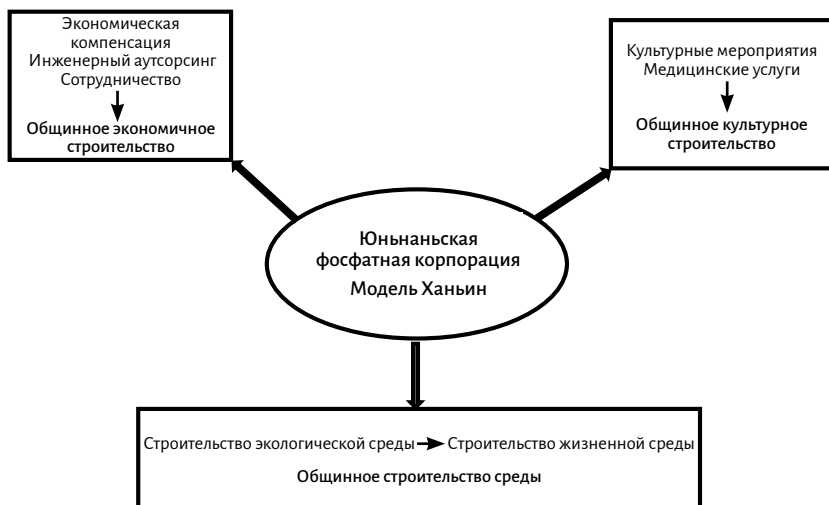 Экономическая
компенсация
Инженерный аутсорсинг
Сотрудничество
Общинное экономичное
строительство
Культурные мероприятия
Медицинские услуги
Общинное культурное
строительство
Юньнаньская
фосфатная корпорация
Модель Ханьин
Строительство экологической среды Строительство жизненной среды
Общинное строительство среды